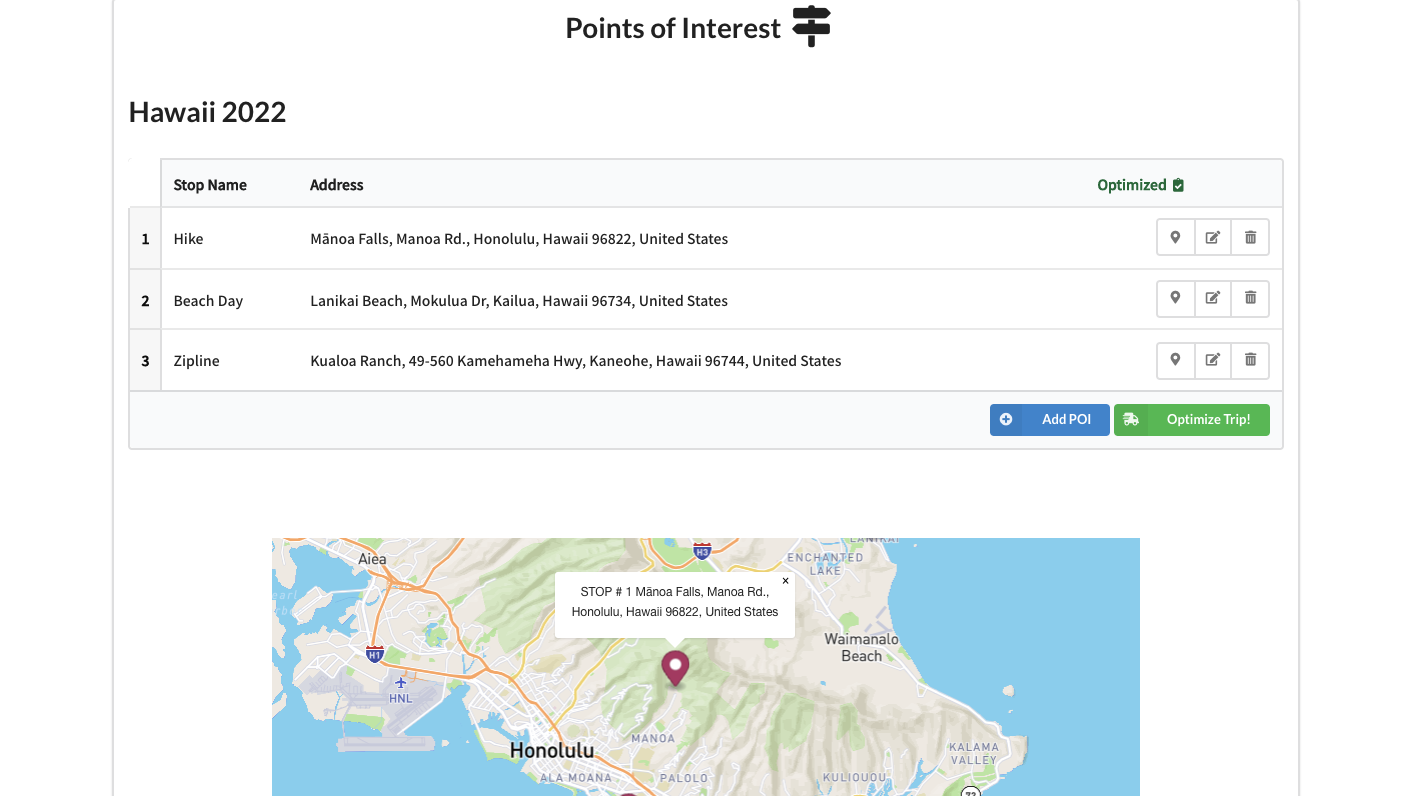 Points of Interest
Hawaii 2022
Stop Name Address Optimized
1 Hike Mānoa Falls, Manoa Rd., Honolulu, Hawaii 96822, United States
2 Beach Day Lanikai Beach, Mokulua Dr, Kailua, Hawaii 96734, United States
3 Zipline Kualoa Ranch, 49-560 Kamehameha Hwy, Kaneohe, Hawaii 96744, United States
Add POI Optimize Trip!
LANIKAI
H3
Aiea
ENCHANTED
LAKE
×
STOP # 1 Mānoa Falls, Manoa Rd.,
Honolulu, Hawaii 96822, United States
Waimanalo
Beach
H1
HNL
MANOA
Honolulu
KALAMA
VALLEY
ALA MOANA
PALOLO
KULIOUOU
72